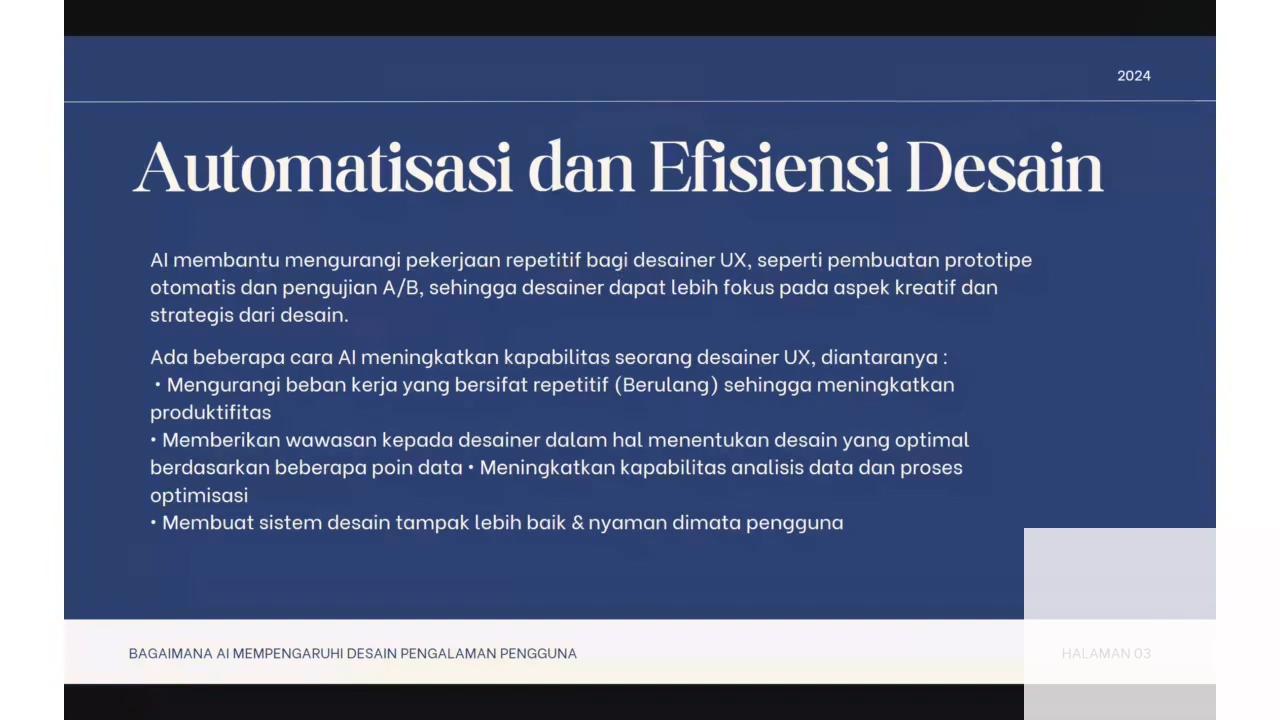 2024
Automatisasi dan Efisiensi Desain
AI membantu mengurangi pekerjaan repetitif bagi desainer UX, seperti pembuatan prototipe
otomatis dan pengujian A/B, sehingga desainer dapat lebih fokus pada aspek kreatif dan
strategis dari desain.
Ada beberapa cara AI meningkatkan kapabilitas seorang desainer UX, diantaranya :
• Mengurangi beban kerja yang bersifat repetitif (Berulang) sehingga meningkatkan
produktifitas
• Memberikan wawasan kepada desainer dalam hal menentukan desain yang optimal
berdasarkan beberapa poin data • Meningkatkan kapabilitas analisis data dan proses
optimisasi
• Membuat sistem desain tampak lebih baik & nyaman dimata pengguna
BAGAIMANA AI MEMPENGARUHI DESAIN PENGALAMAN PENGGUNA
HALAMAN 03